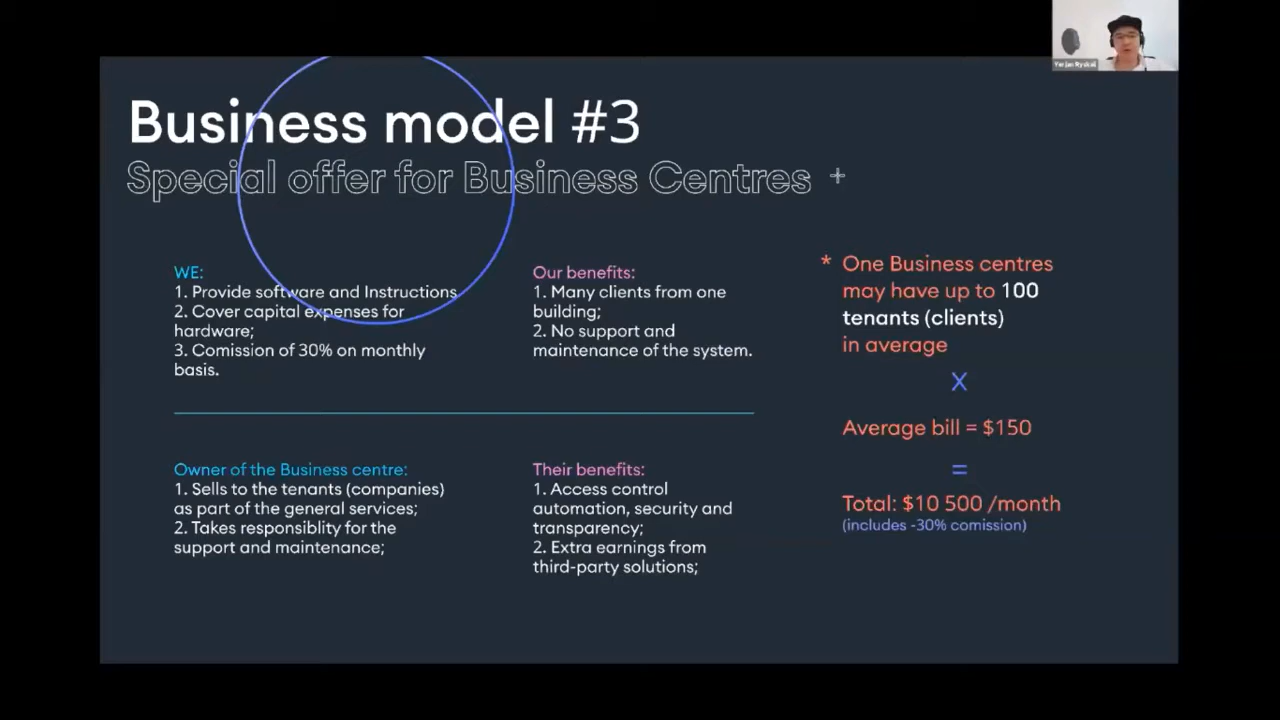 Business model #3
Special offer for Business Centres +
WE:
1. Provide software and Instructions
2. Cover capital expenses for
hardware;
3. Comission of 30% on monthly
basis.
Our benefits:
1. Many clients from one
building;
2. No support and
maintenance of the system.
Owner of the Business centre:
1. Sells to the tenants (companies)
as part of the general services;
2. Takes responsiblity for the
support and maintenance;
Their benefits:
1. Access control
automation, security and
transparency;
2. Extra earnings from
third-party solutions;
* One Business centres
may have up to 100
tenants (clients)
in average
X
Average bill = $150
=
Total: $10 500 /month
(includes -30% comission)